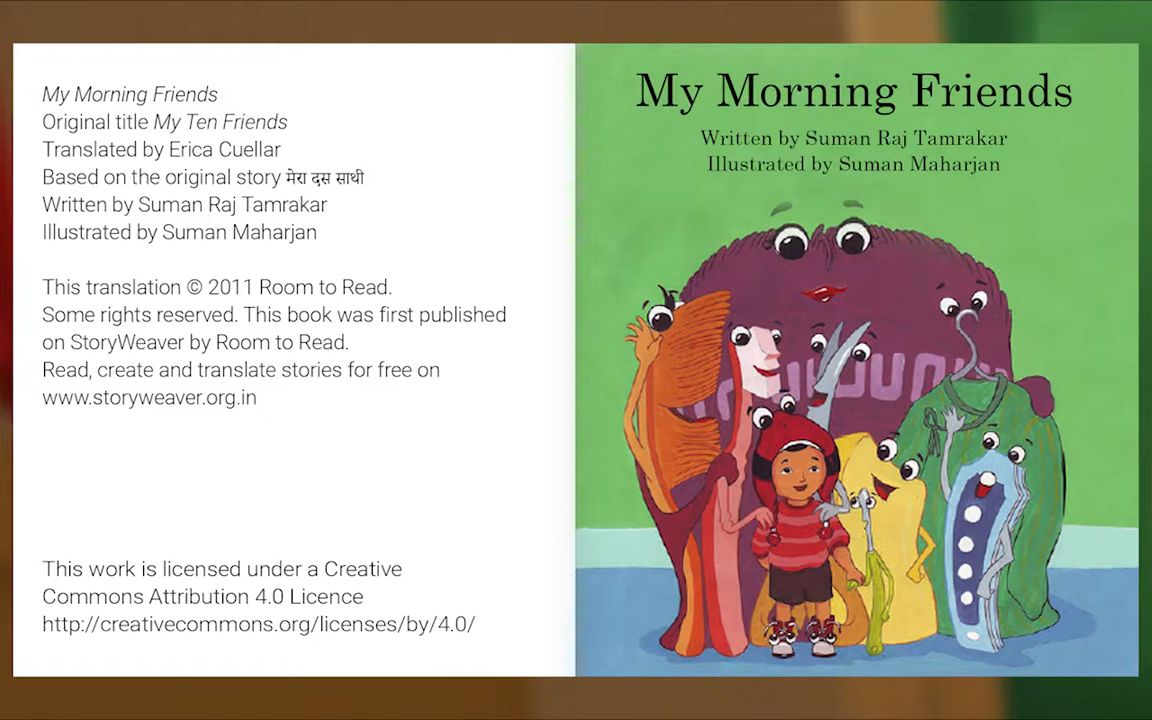 My Morning Friends
Original title My Ten Friends
Translated by Erica Cuellar
Based on the original story मेरा दस साथी
Written by Suman Raj Tamrakar
Illustrated by Suman Maharjan
This translation © 2011 Room to Read.
Some rights reserved. This book was first published
on StoryWeaver by Room to Read.
Read, create and translate stories for free on
www.storyweaver.org.in
This work is licensed under a Creative
Commons Attribution 4.0 Licence
http://creativecommons.org/licenses/by/4.0/
My Morning Friends
Written by Suman Raj Tamrakar
Illustrated by Suman Maharjan